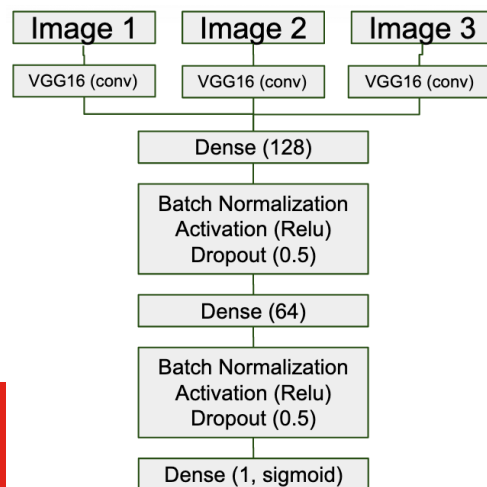 Image 1
Image 2
Image 3
VGG16 (conv)
VGG16 (conv)
VGG16 (conv)
Dense (128)
Batch Normalization
Activation (Relu)
Dropout (0.5)
Dense (64)
Batch Normalization
Activation (Relu)
Dropout (0.5)
Dense (1, sigmoid)